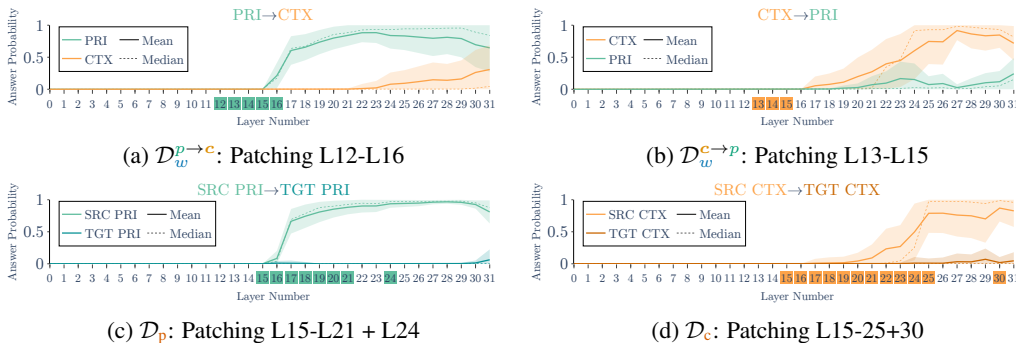 PRI→CTX
Answer Probability
1
0.5
0
PRI
CTX
Mean
Median
0 1 2 3 4 5 6 7 8 9 10 11 12 13 14 15 16 17 18 19 20 21 22 23 24 25 26 27 28 29 30 31
Layer Number
(a) D_w^{p→c}: Patching L12-L16
CTX→PRI
Answer Probability
1
0.5
0
CTX
PRI
Mean
Median
0 1 2 3 4 5 6 7 8 9 10 11 12 13 14 15 16 17 18 19 20 21 22 23 24 25 26 27 28 29 30 31
Layer Number
(b) D_w^{c→p}: Patching L13-L15
SRC PRI→TGT PRI
Answer Probability
1
0.5
0
SRC PRI
TGT PRI
Mean
Median
0 1 2 3 4 5 6 7 8 9 10 11 12 13 14 15 16 17 18 19 20 21 22 23 24 25 26 27 28 29 30 31
Layer Number
(c) D_p: Patching L15-L21 + L24
SRC CTX→TGT CTX
Answer Probability
1
0.5
0
SRC CTX
TGT CTX
Mean
Median
0 1 2 3 4 5 6 7 8 9 10 11 12 13 14 15 16 17 18 19 20 21 22 23 24 25 26 27 28 29 30 31
Layer Number
(d) D_c: Patching L15-25+30